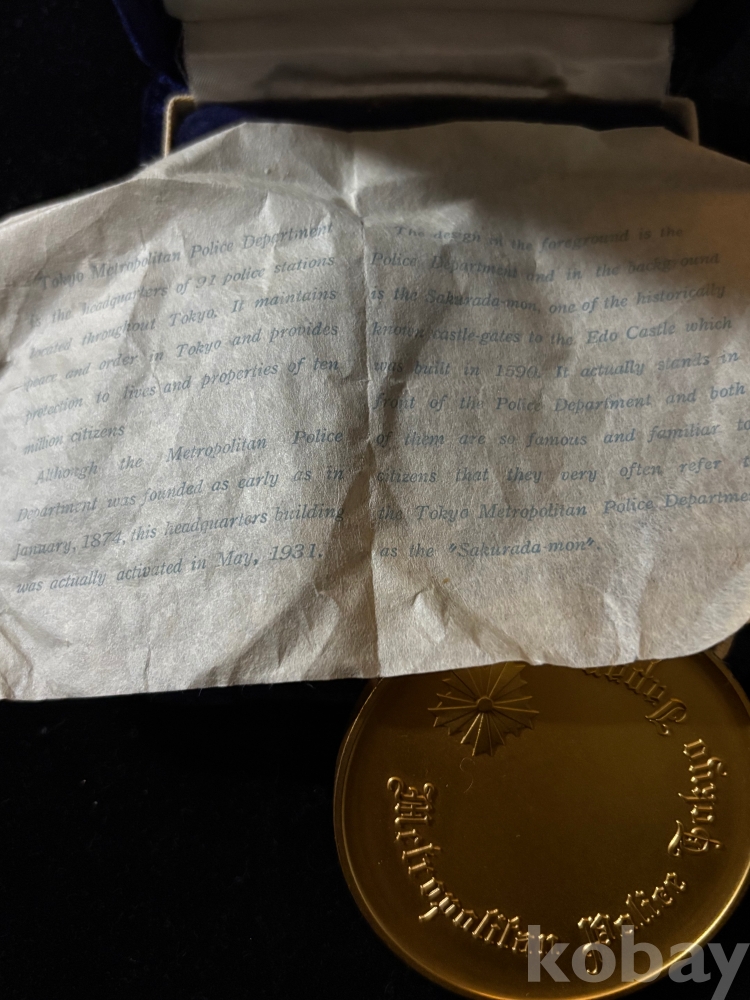 Tokyo Metropolitan Police Department
is the headquarters of 91 police stations
located throughout Tokyo. It maintains
peace and order in Tokyo and provides
protection to lives and properties of ten
million citizens
Although the Metropolitan Police
Department was founded as early as in
January, 1874, this headquarters building
was actually activated in May, 1931.
The design in the foreground is the
Police Department and in the background
is the Sakurada-mon, one of the historically
known castle-gates to the Edo Castle which
was built in 1590. It actually stands in
front of the Police Department and both
of them are so famous and familiar to
citizens that they very often refer
the Tokyo Metropolitan Police Departme
as the "Sakurada-mon".
Metropolitan Police Tokyo Japan
kobay